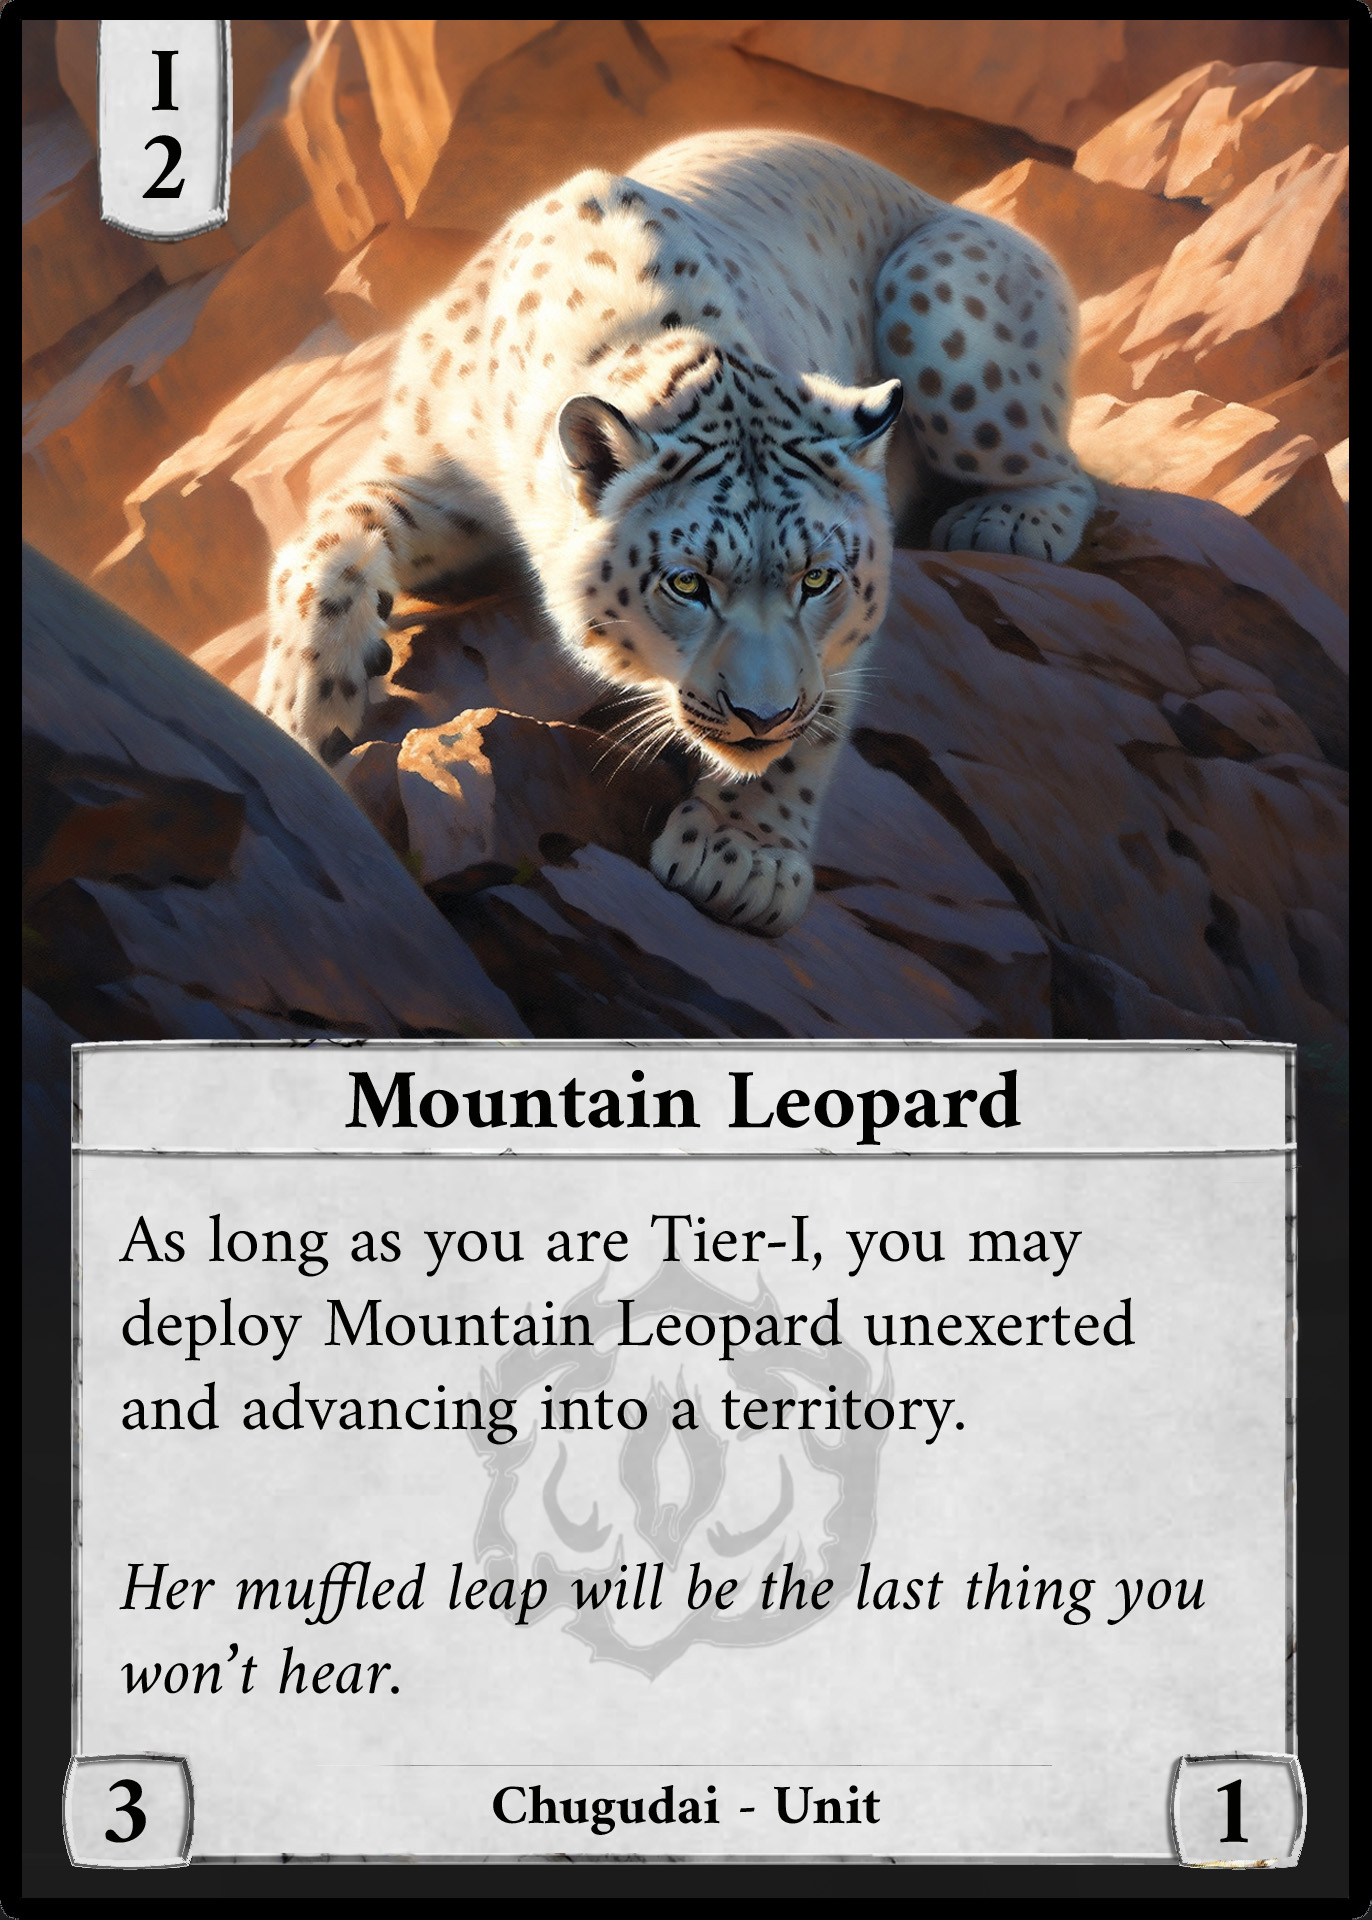 I
2
Mountain Leopard
As long as you are Tier-I, you may
deploy Mountain Leopard unexerted
and advancing into a territory.
Her muffled leap will be the last thing you
won't hear.
3
Chugudai - Unit
1